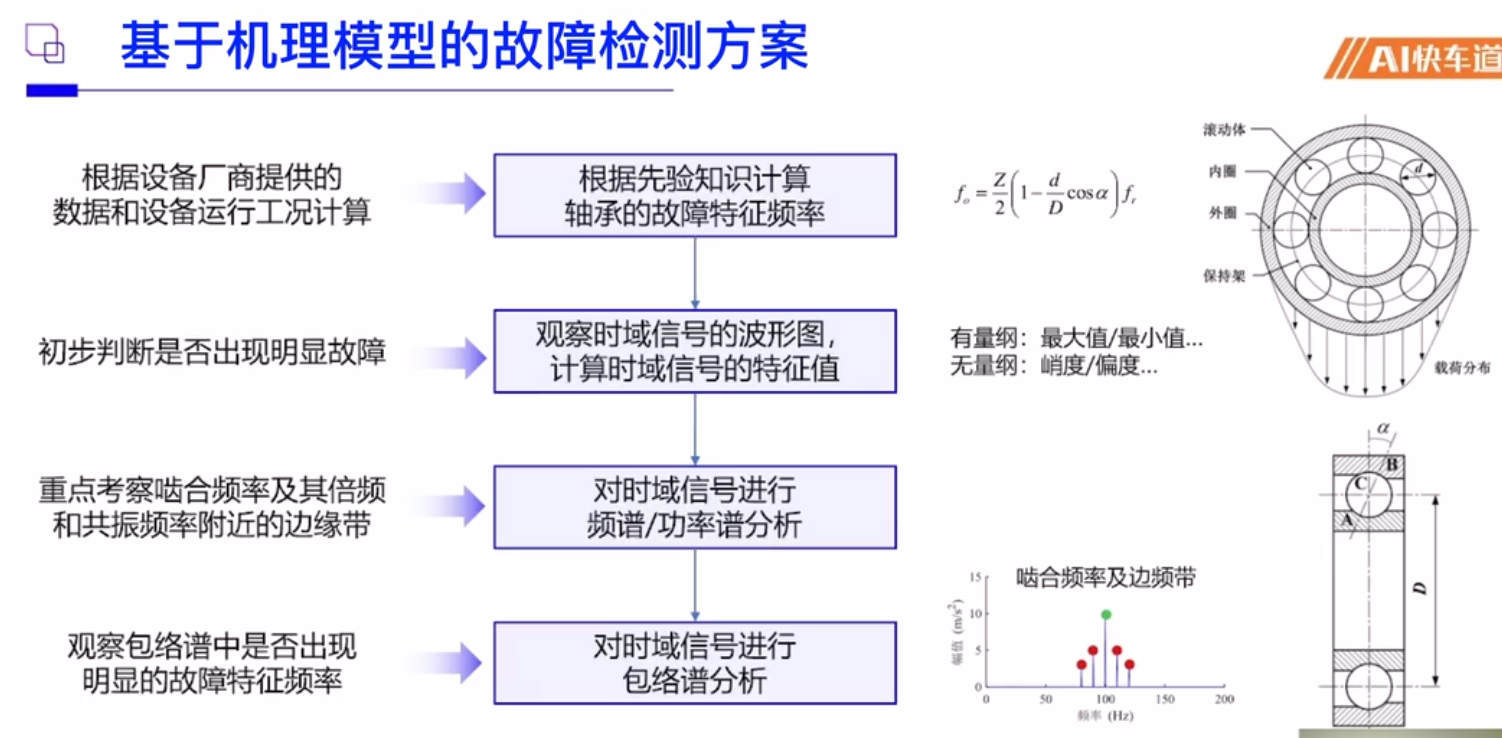 基于机理模型的故障检测方案
AI快车道
根据设备厂商提供的
数据和设备运行工况计算
根据先验知识计算
轴承的故障特征频率
f_o = Z/2 (1 - d/D cos α) f_r
滚动体
内圈
外圈
保持架
d
载荷分布
初步判断是否出现明显故障
观察时域信号的波形图，
计算时域信号的特征值
有量纲：最大值/最小值...
无量纲：峭度/偏度...
重点考察啮合频率及其倍频
和共振频率附近的边缘带
对时域信号进行
频谱/功率谱分析
α
B
C
A
D
观察包络谱中是否出现
明显的故障特征频率
对时域信号进行
包络谱分析
啮合频率及边频带
幅值 (m/s²)
15
10
5
0
0 50 100 150 200
频率 (Hz)